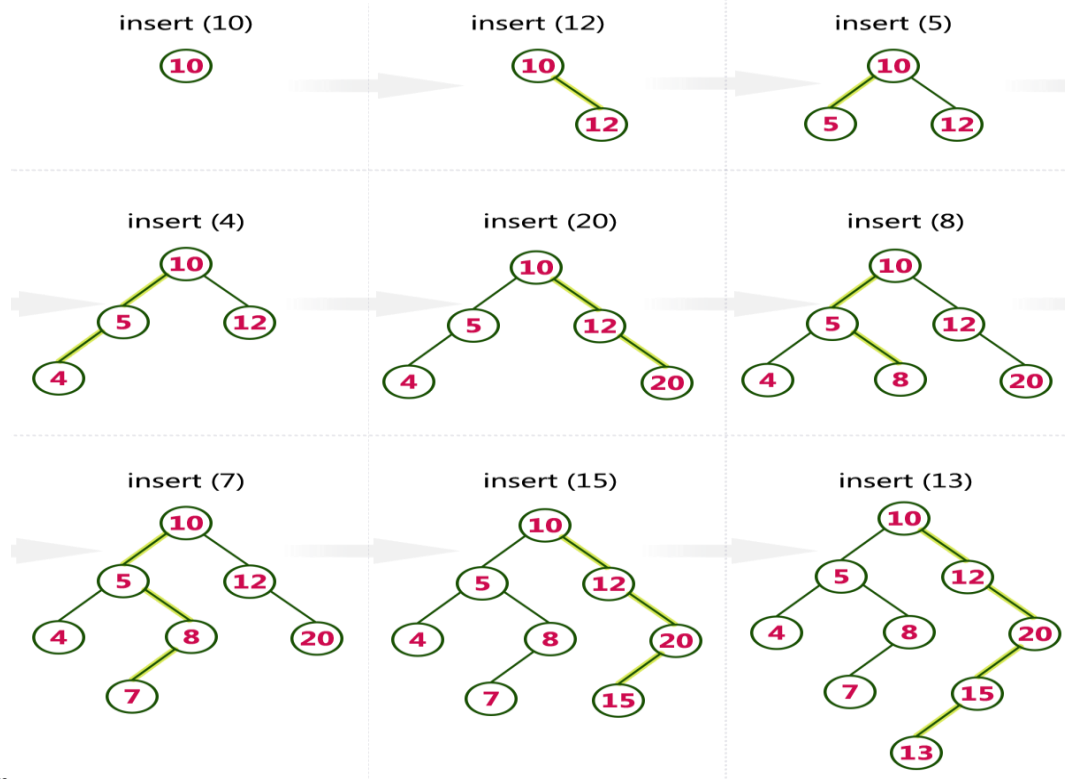 insert (10)
10
insert (12)
10
12
insert (5)
10
5 12
insert (4)
10
5 12
4
insert (20)
10
5 12
4 20
insert (8)
10
5 12
4 8 20
insert (7)
10
5 12
4 8 20
7
insert (15)
10
5 12
4 8 20
7 15
insert (13)
10
5 12
4 8 20
7 15
13